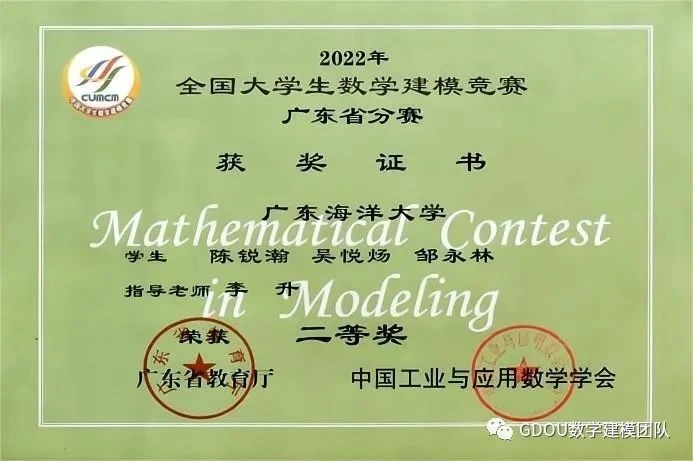 2022年
全国大学生数学建模竞赛
广东省分赛
CUMCM
获奖证书
广东海洋大学
Mathematical Contest
in Modeling
学生 陈锐瀚 吴悦炀 邹永林
指导老师 李升
荣获 二等奖
广东省教育厅 中国工业与应用数学学会
GDOU数学建模团队